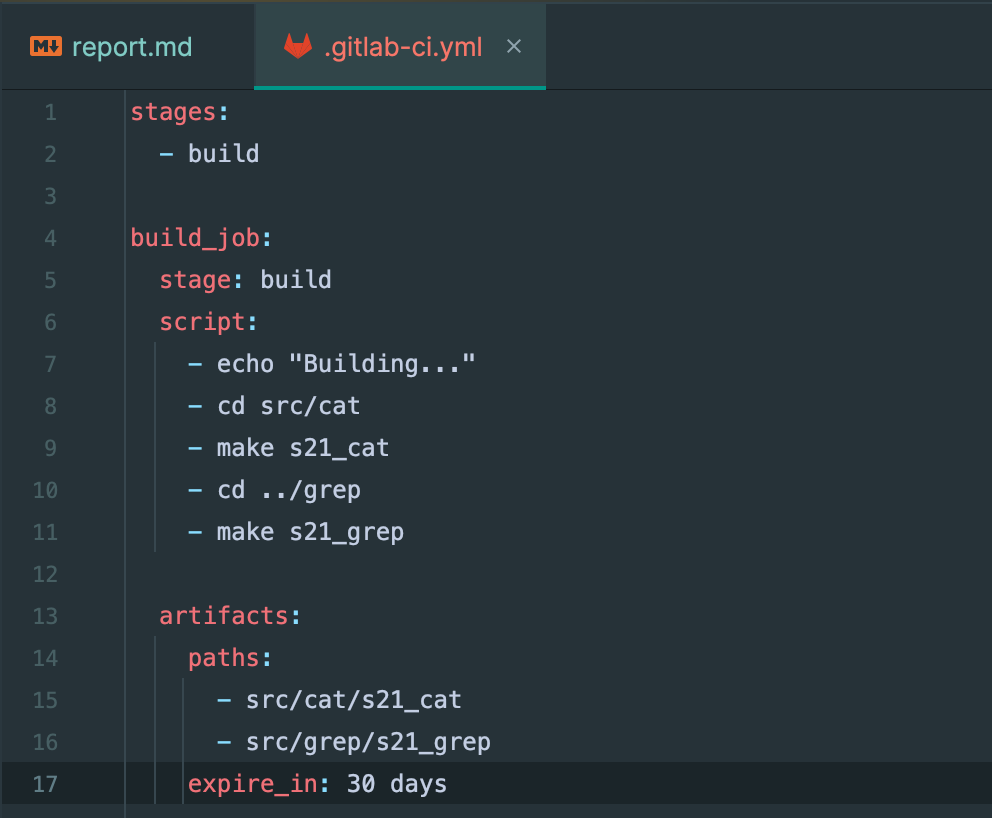 report.md .gitlab-ci.yml ×
1 stages:
2   - build
3
4 build_job:
5   stage: build
6   script:
7     - echo "Building..."
8     - cd src/cat
9     - make s21_cat
10     - cd ../grep
11     - make s21_grep
12
13   artifacts:
14     paths:
15       - src/cat/s21_cat
16       - src/grep/s21_grep
17     expire_in: 30 days